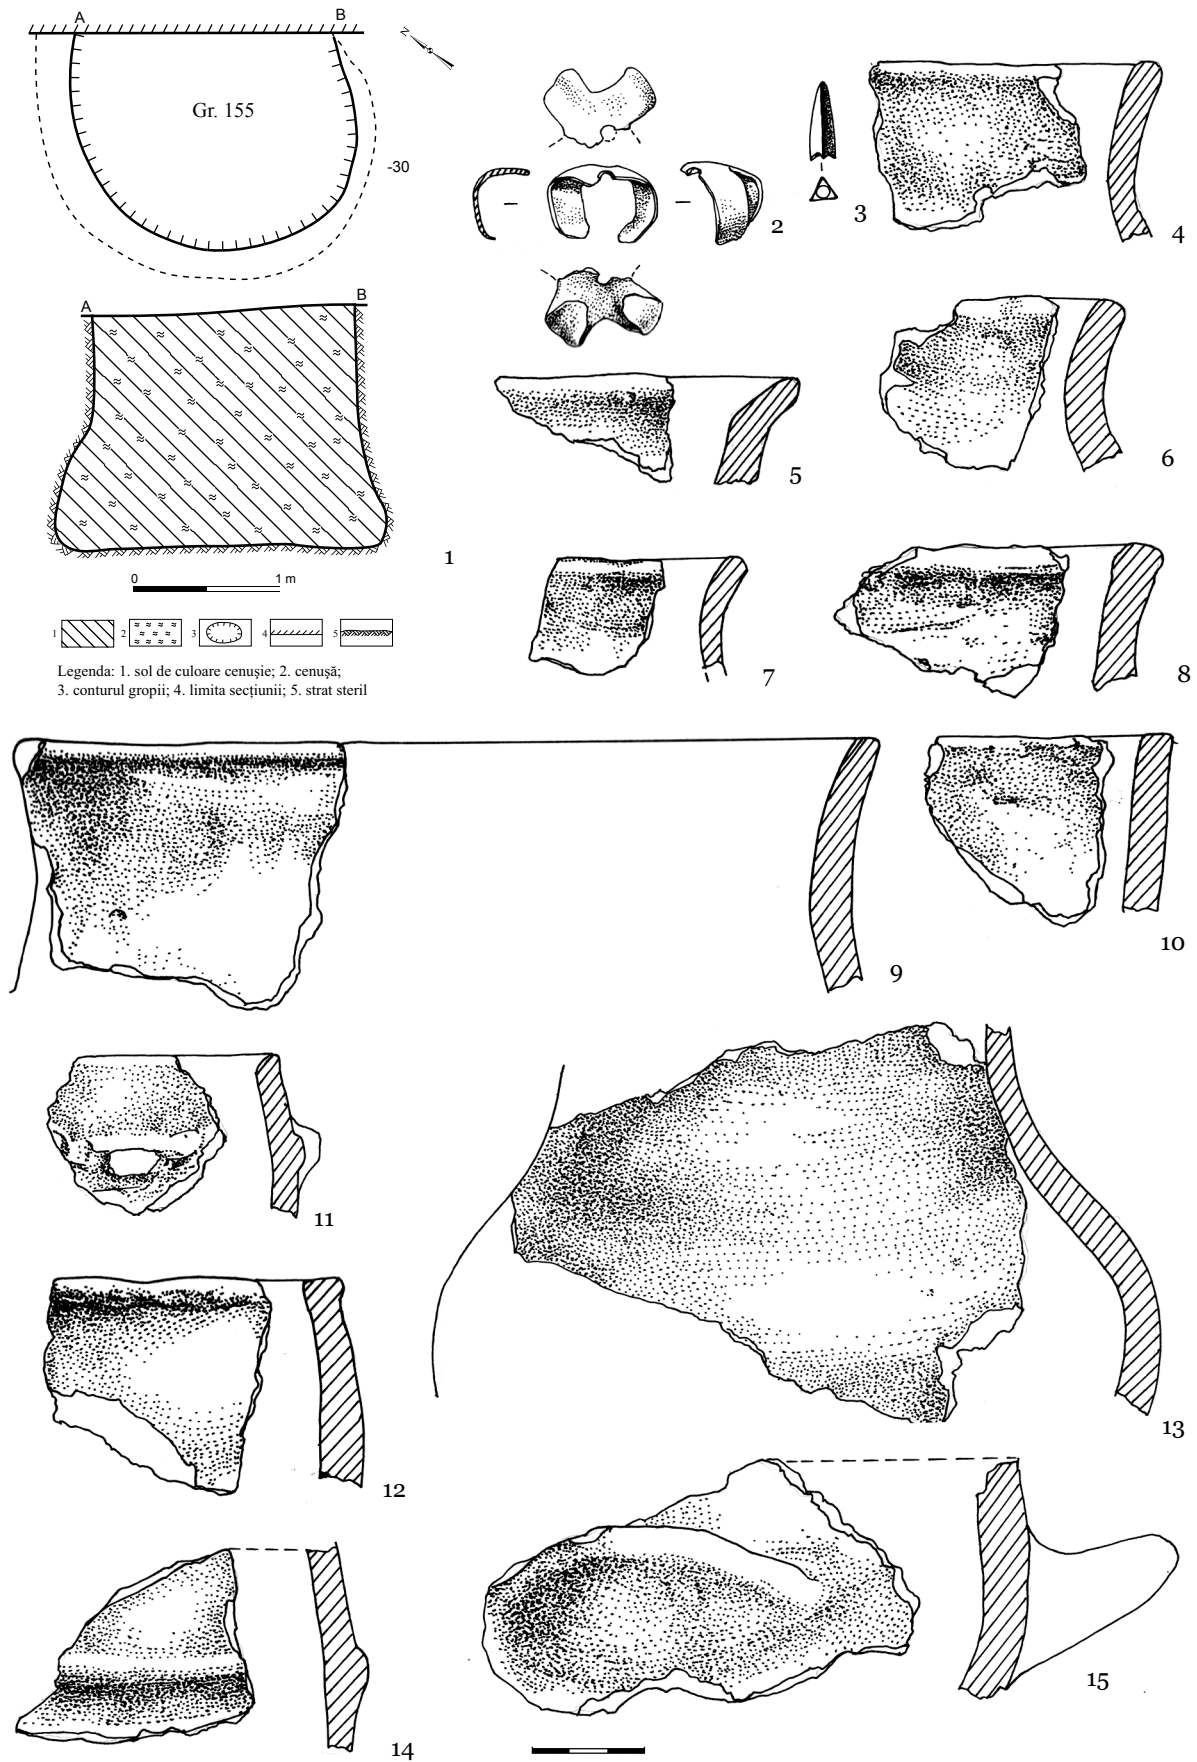 A B
N
Gr. 155
-30
A B
1
0 1 m
1 2 3 4 5
Legenda: 1. sol de culoare cenușie; 2. cenușă;
3. conturul gropii; 4. limita secțiunii; 5. strat steril
2
3
4
5
6
7
8
9
10
11
12
13
14
15